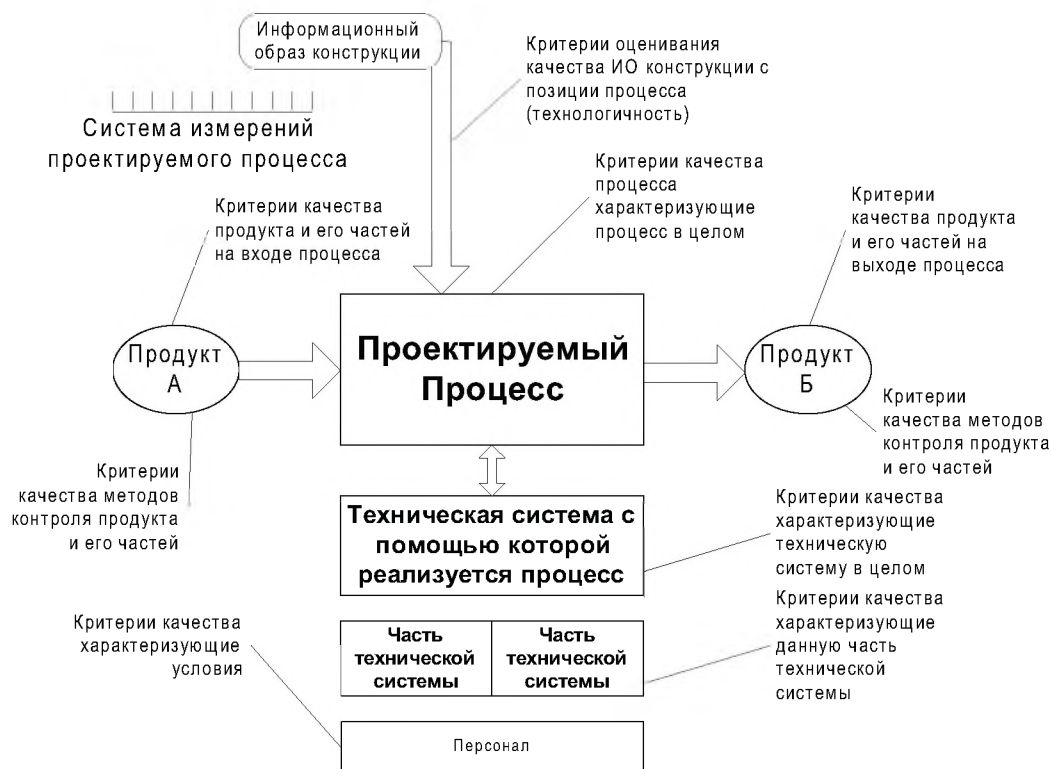 Информационный
образ конструкции
Критерии оценивания
качества ИО конструкции с
позиции процесса
(технологичность)
Система измерений
проектируемого процесса
Критерии качества
процесса
характеризующие
процесс в целом
Критерии
качества продукта
и его частей на
выходе процесса
Критерии качества
продукта и его частей
на входе процесса
Продукт
А
Проектируемый
Процесс
Продукт
Б
Критерии
качества методов
контроля продукта
и его частей
Критерии
качества методов
контроля продукта
и его частей
Техническая система с
помощью которой
реализуется процесс
Критерии качества
характеризующие
техническую
систему в целом
Критерии качества
характеризующие
данную часть
технической
системы
Критерии качества
характеризующие
условия
Часть
технической
системы
Часть
технической
системы
Персонал